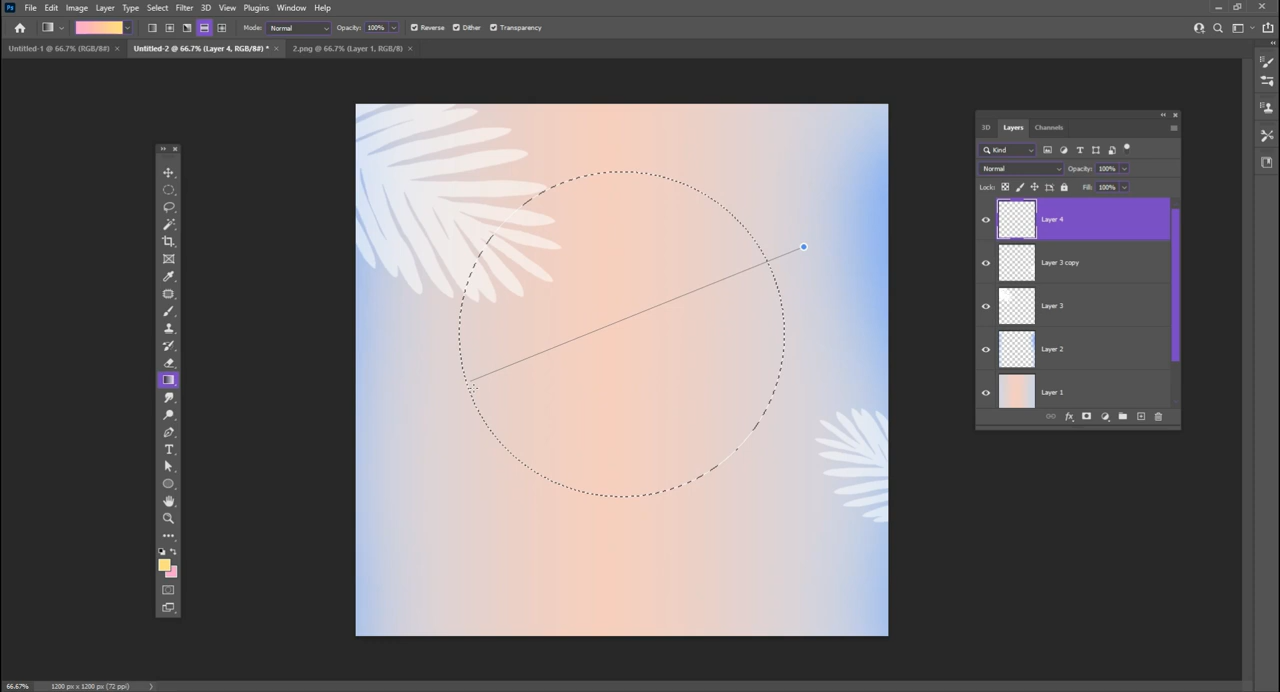 Ps File Edit Image Layer Type Select Filter 3D View Plugins Window Help
Mode: Normal Opacity: 100% Reverse Dither Transparency
Untitled-1 @ 66.7% (RGB/8#) × Untitled-2 @ 66.7% (Layer 4, RGB/8#) * × 2.png @ 66.7% (Layer 1, RGB/8) ×
3D Layers Channels
Kind
Normal Opacity: 100%
Lock: Fill: 100%
Layer 4
Layer 3 copy
Layer 3
Layer 2
Layer 1
fx
66.67% 1200 px x 1200 px (72 ppi)